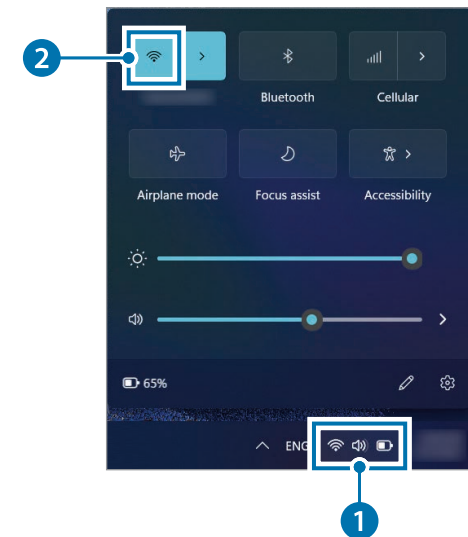 2
Bluetooth
Cellular
Airplane mode
Focus assist
Accessibility
65%
ENG
1